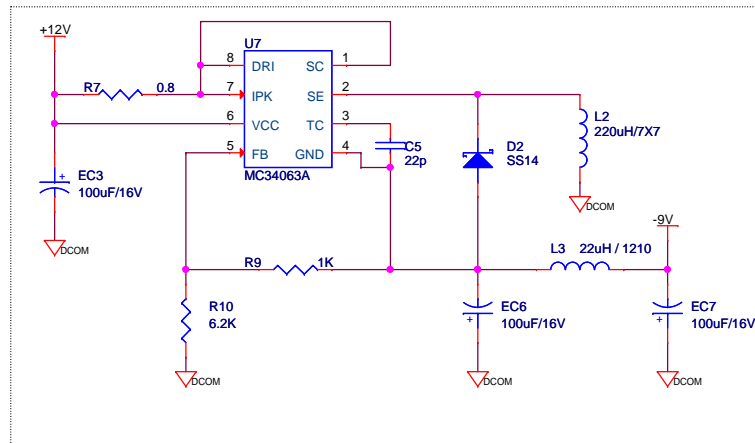 +12V
U7
R7
0.8
8
7
6
5
DRI
IPK
VCC
FB
SC
SE
TC
GND
1
2
3
4
MC34063A
C5
22p
D2
SS14
L2
220uH/7X7
DCOM
EC3
100uF/16V
DCOM
R9
1K
L3
22uH / 1210
-9V
R10
6.2K
DCOM
EC6
100uF/16V
DCOM
EC7
100uF/16V
DCOM
+
+
+